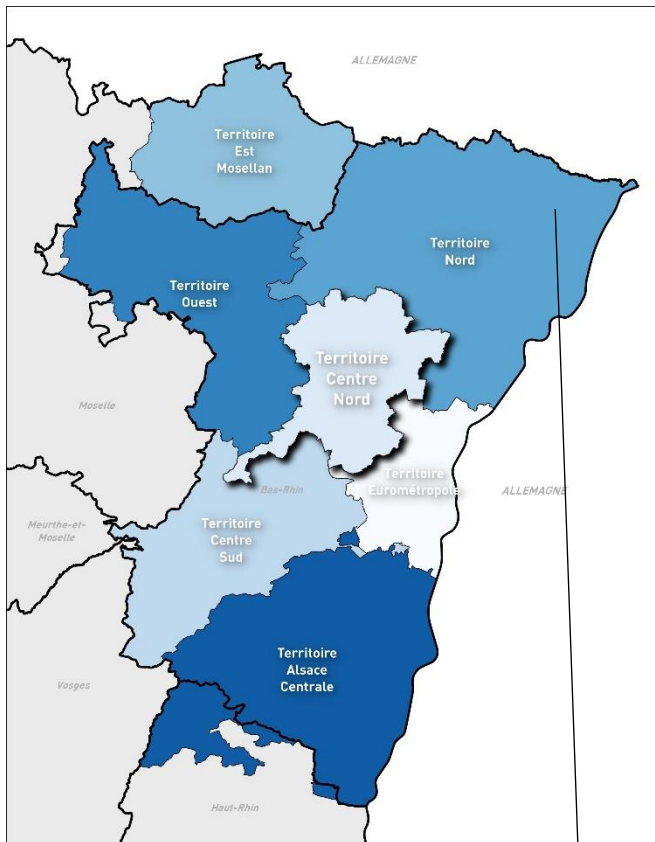 ALLEMAGNE
Territoire
Est
Mosellan
Territoire
Nord
Territoire
Ouest
Territoire
Centre
Nord
Moselle
Territoire
Eurométropole
Bas-Rhin
ALLEMAGNE
Meurthe-et-
Moselle
Territoire
Centre
Sud
Territoire
Alsace
Centrale
Vosges
Haut-Rhin